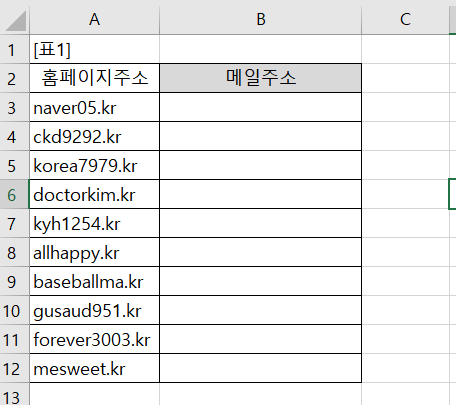 A B C
1 [표1]
2 홈페이지주소 메일주소
3 naver05.kr
4 ckd9292.kr
5 korea7979.kr
6 doctorkim.kr
7 kyh1254.kr
8 allhappy.kr
9 baseballma.kr
10 gusaud951.kr
11 forever3003.kr
12 mesweet.kr
13